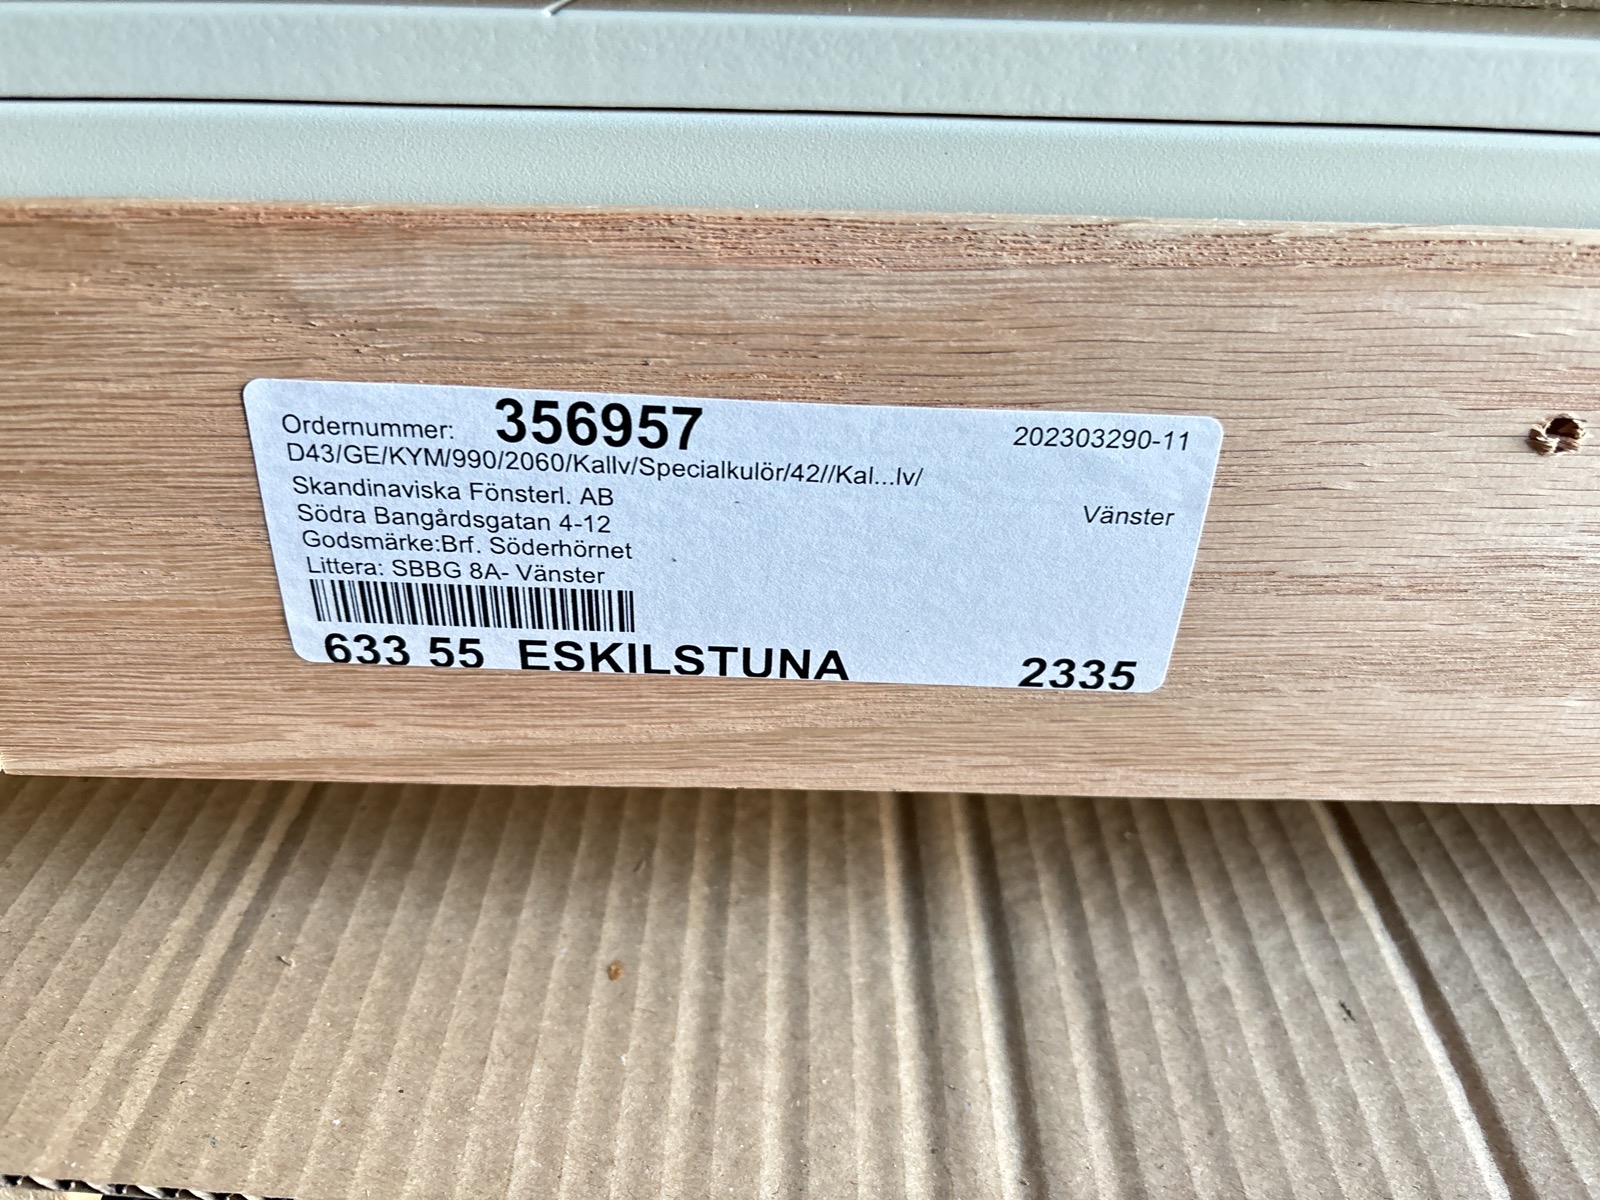 Ordernummer: 356957 202303290-11
D43/GE/KYM/990/2060/Kallv/Specialkulör/42//Kal...lv/
Skandinaviska Fönsterl. AB
Södra Bangårdsgatan 4-12 Vänster
Godsmärke:Brf. Söderhörnet
Littera: SBBG 8A- Vänster
633 55 ESKILSTUNA 2335